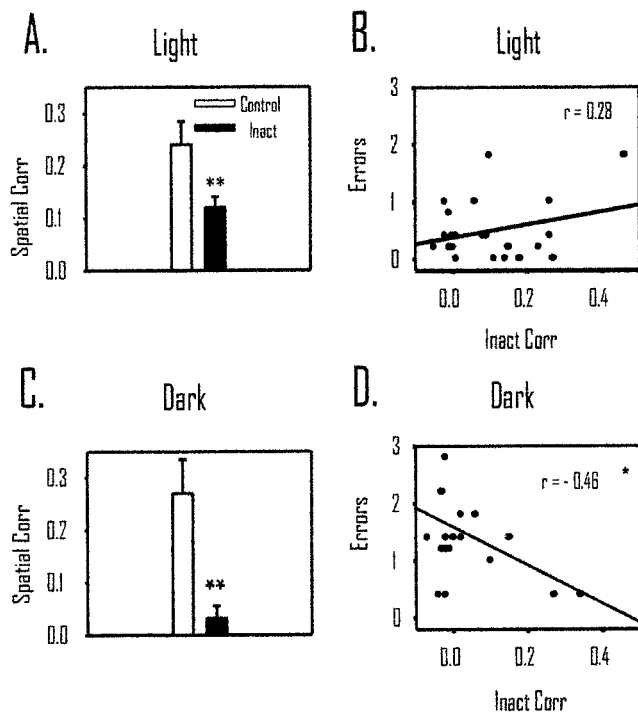 A.
Light
0.3
0.2
0.1
0.0
Spatial Corr
Control
Inact
**
B.
Light
3
2
1
0
Errors
r = 0.28
0.0
0.2
0.4
Inact Corr
C.
Dark
0.3
0.2
0.1
0.0
Spatial Corr
**
D.
Dark
3
2
1
0
Errors
r = - 0.46
*
0.0
0.2
0.4
Inact Corr